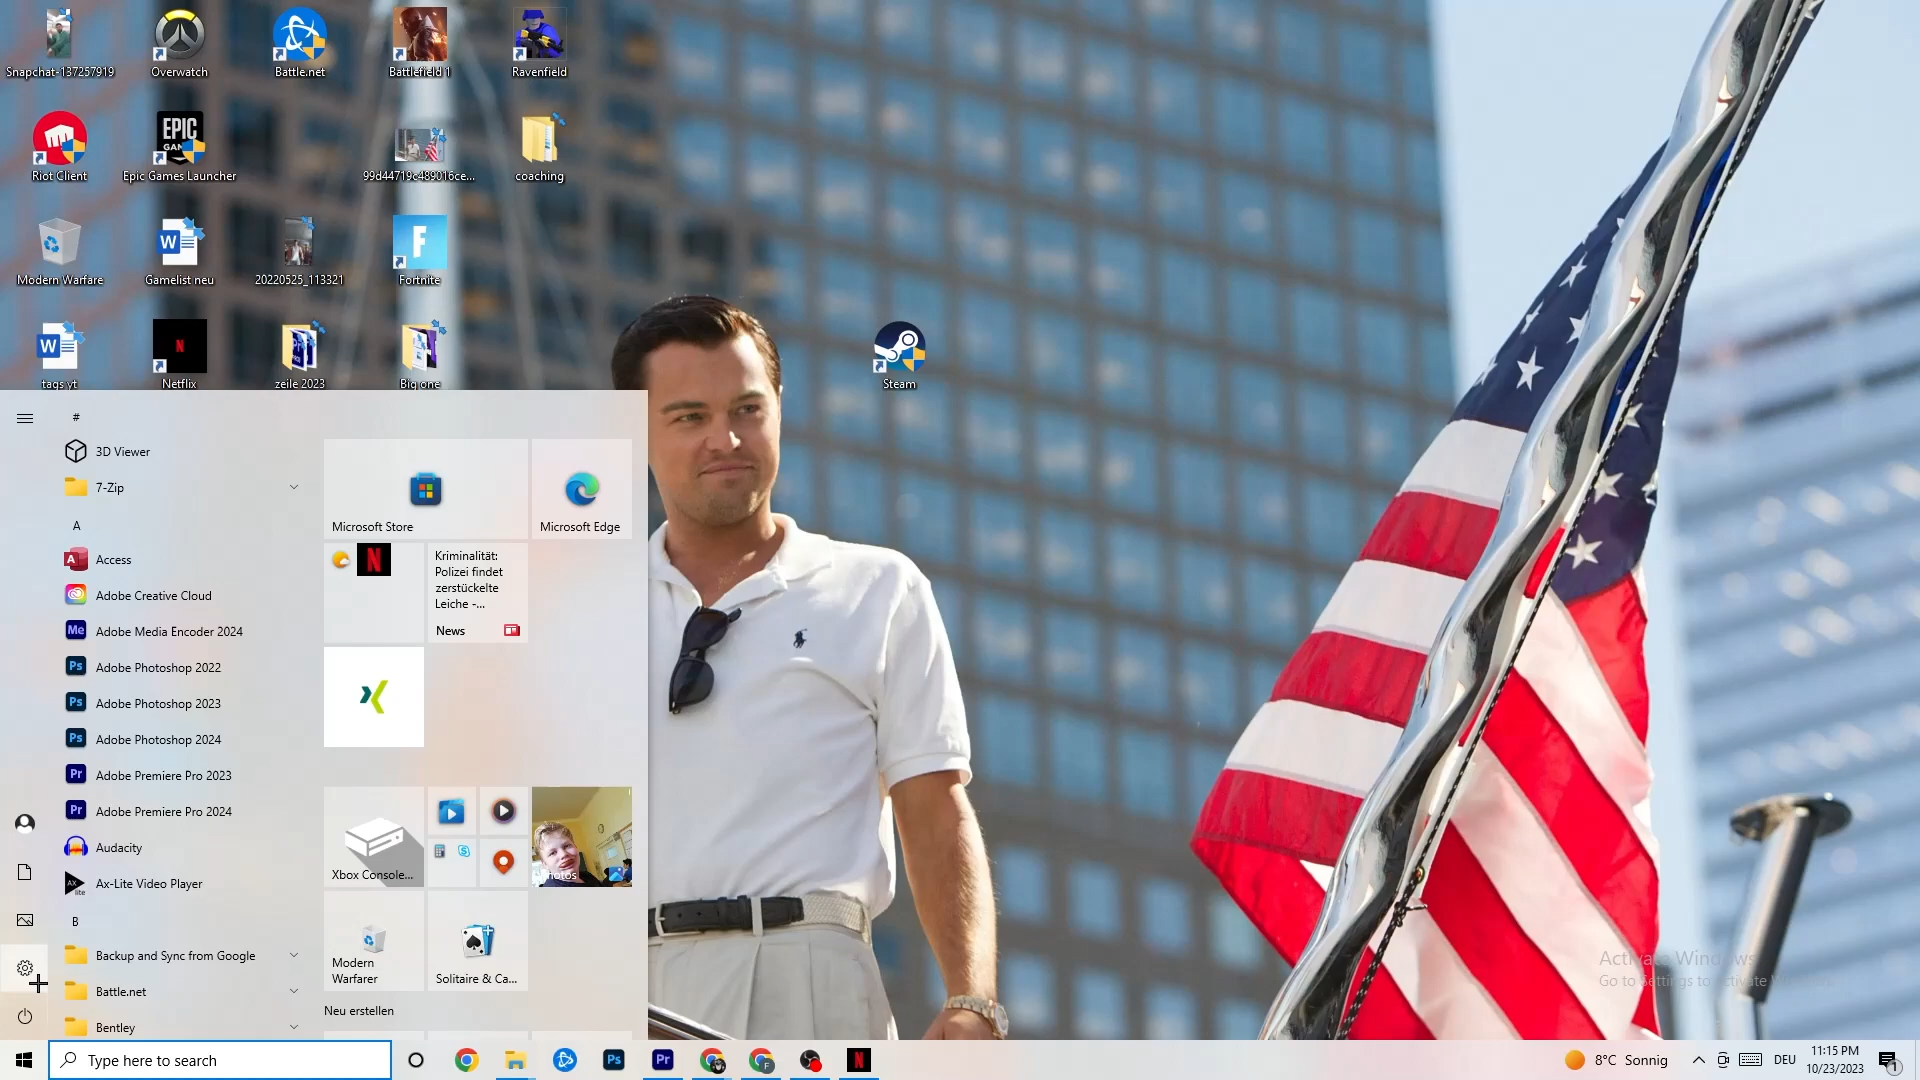 Snapchat-137257919
Overwatch
Battle.net
Battlefield 1
Ravenfield
Riot Client
EPIC
Epic Games Launcher
99d44719c489016ce...
coaching
Modern Warfare
Gamelist neu
20220525_113321
Fortnite
tags yt
Netflix
zeile 2023
Big one
Steam
#
3D Viewer
7-Zip
A
Access
Adobe Creative Cloud
Adobe Media Encoder 2024
Adobe Photoshop 2022
Adobe Photoshop 2023
Adobe Photoshop 2024
Adobe Premiere Pro 2023
Adobe Premiere Pro 2024
Audacity
Ax-Lite Video Player
B
Backup and Sync from Google
Battle.net
Bentley
Microsoft Store
Microsoft Edge
Kriminalität:
Polizei findet
zerstückelte
Leiche -...
News
Xbox Console...
Modern
Warfarer
Solitaire & Ca...
Neu erstellen
Activate Windows
Go to Settings to activate
Type here to search
8°C Sonnig
DEU
11:15 PM
10/23/2023
1